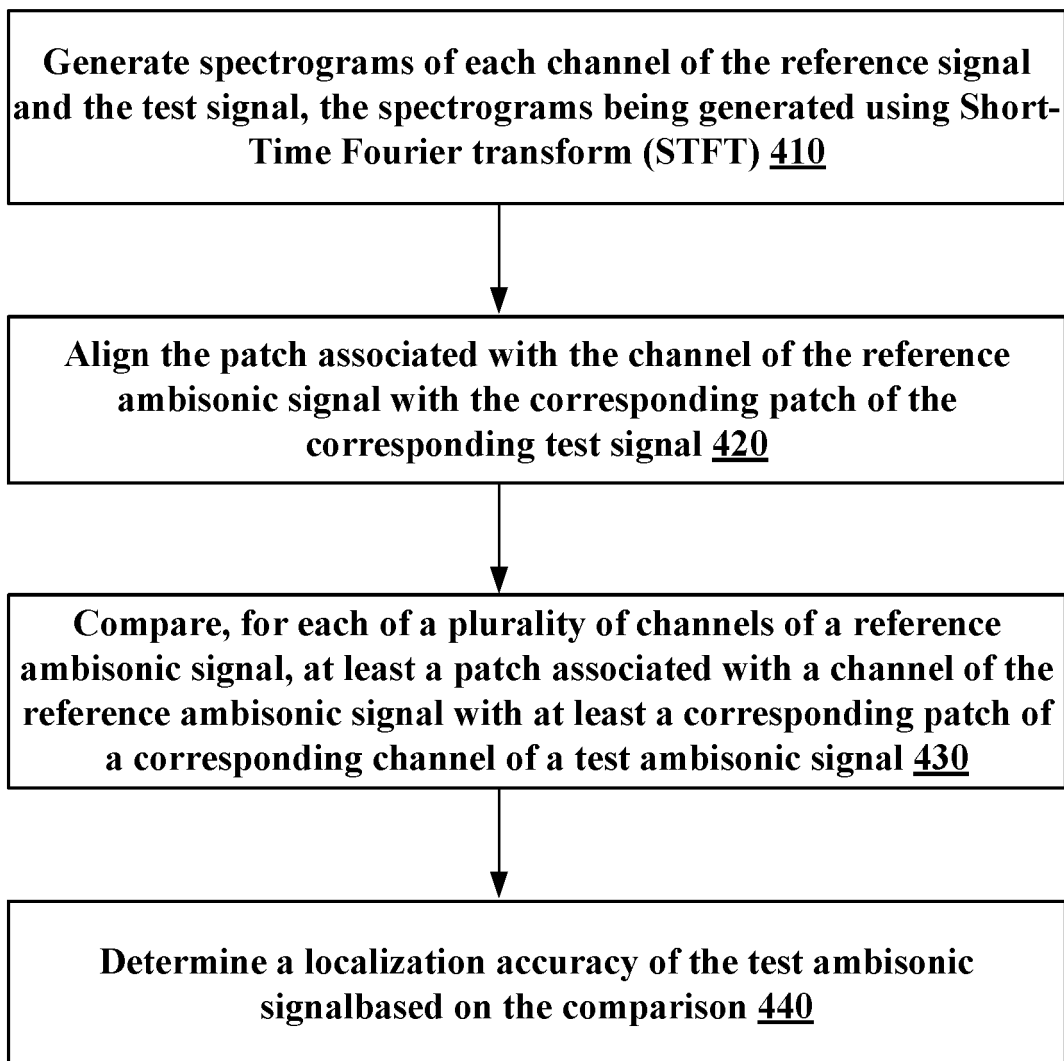 Generate spectrograms of each channel of the reference signal
and the test signal, the spectrograms being generated using Short-
Time Fourier transform (STFT) 410
Align the patch associated with the channel of the reference
ambisonic signal with the corresponding patch of the
corresponding test signal 420
Compare, for each of a plurality of channels of a reference
ambisonic signal, at least a patch associated with a channel of the
reference ambisonic signal with at least a corresponding patch of
a corresponding channel of a test ambisonic signal 430
Determine a localization accuracy of the test ambisonic
signalbased on the comparison 440